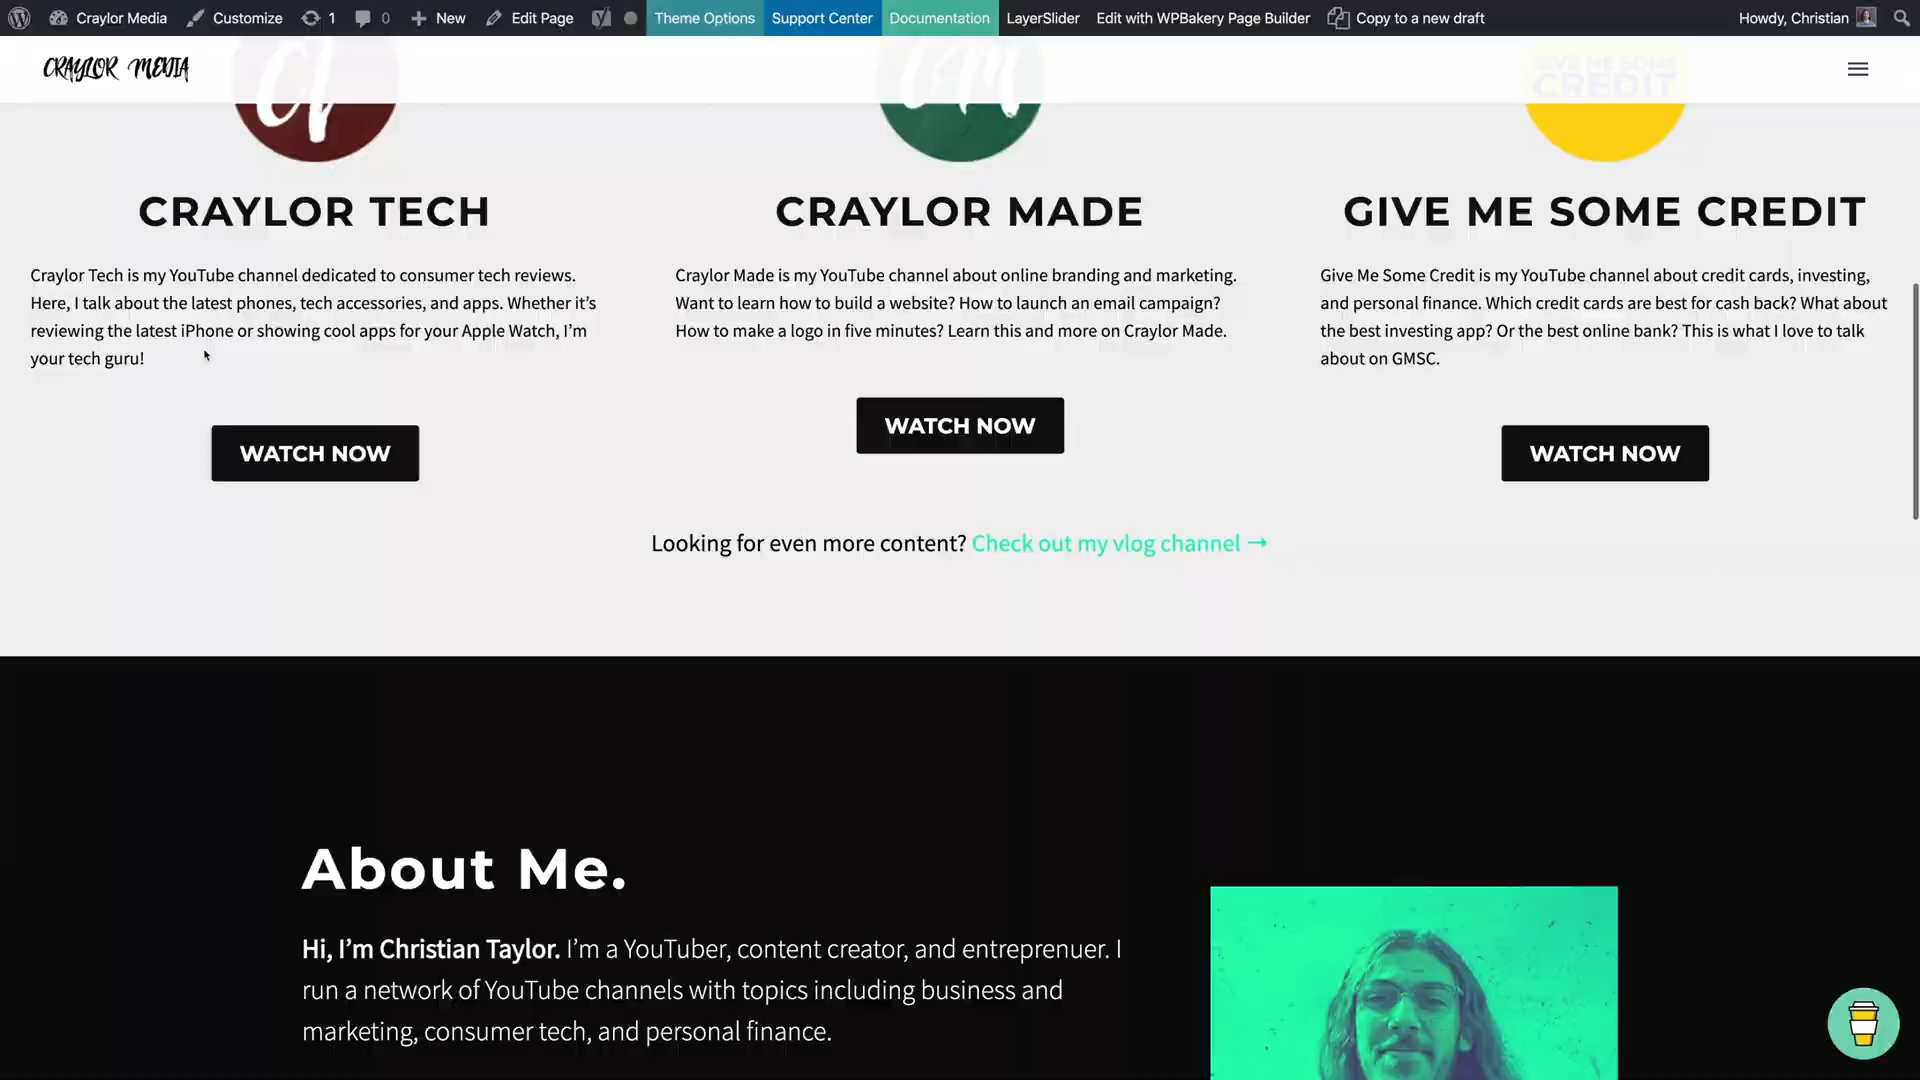 Craylor Media Customize 1 0 New Edit Page Theme Options Support Center Documentation LayerSlider Edit with WPBakery Page Builder Copy to a new draft Howdy, Christian
CRAYLOR MEDIA
GIVE ME SOME
CREDIT
CRAYLOR TECH
Craylor Tech is my YouTube channel dedicated to consumer tech reviews.
Here, I talk about the latest phones, tech accessories, and apps. Whether it’s
reviewing the latest iPhone or showing cool apps for your Apple Watch, I’m
your tech guru!
WATCH NOW
CRAYLOR MADE
Craylor Made is my YouTube channel about online branding and marketing.
Want to learn how to build a website? How to launch an email campaign?
How to make a logo in five minutes? Learn this and more on Craylor Made.
WATCH NOW
GIVE ME SOME CREDIT
Give Me Some Credit is my YouTube channel about credit cards, investing,
and personal finance. Which credit cards are best for cash back? What about
the best investing app? Or the best online bank? This is what I love to talk
about on GMSC.
WATCH NOW
Looking for even more content? Check out my vlog channel →
About Me.
Hi, I’m Christian Taylor. I’m a YouTuber, content creator, and entreprenuer. I
run a network of YouTube channels with topics including business and
marketing, consumer tech, and personal finance.